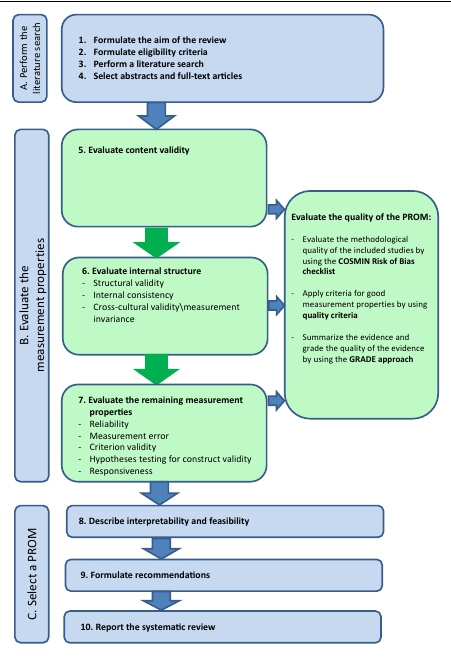 A. Perform the
literature search
1. Formulate the aim of the review
2. Formulate eligibility criteria
3. Perform a literature search
4. Select abstracts and full-text articles
B. Evaluate the
measurement properties
5. Evaluate content validity
6. Evaluate internal structure
- Structural validity
- Internal consistency
- Cross-cultural validity\measurement
invariance
7. Evaluate the remaining measurement
properties
- Reliability
- Measurement error
- Criterion validity
- Hypotheses testing for construct validity
- Responsiveness
Evaluate the quality of the PROM:
- Evaluate the methodological
quality of the included studies by
using the COSMIN Risk of Bias
checklist
- Apply criteria for good
measurement properties by using
quality criteria
- Summarize the evidence and
grade the quality of the evidence
by using the GRADE approach
C. Select a PROM
8. Describe interpretability and feasibility
9. Formulate recommendations
10. Report the systematic review